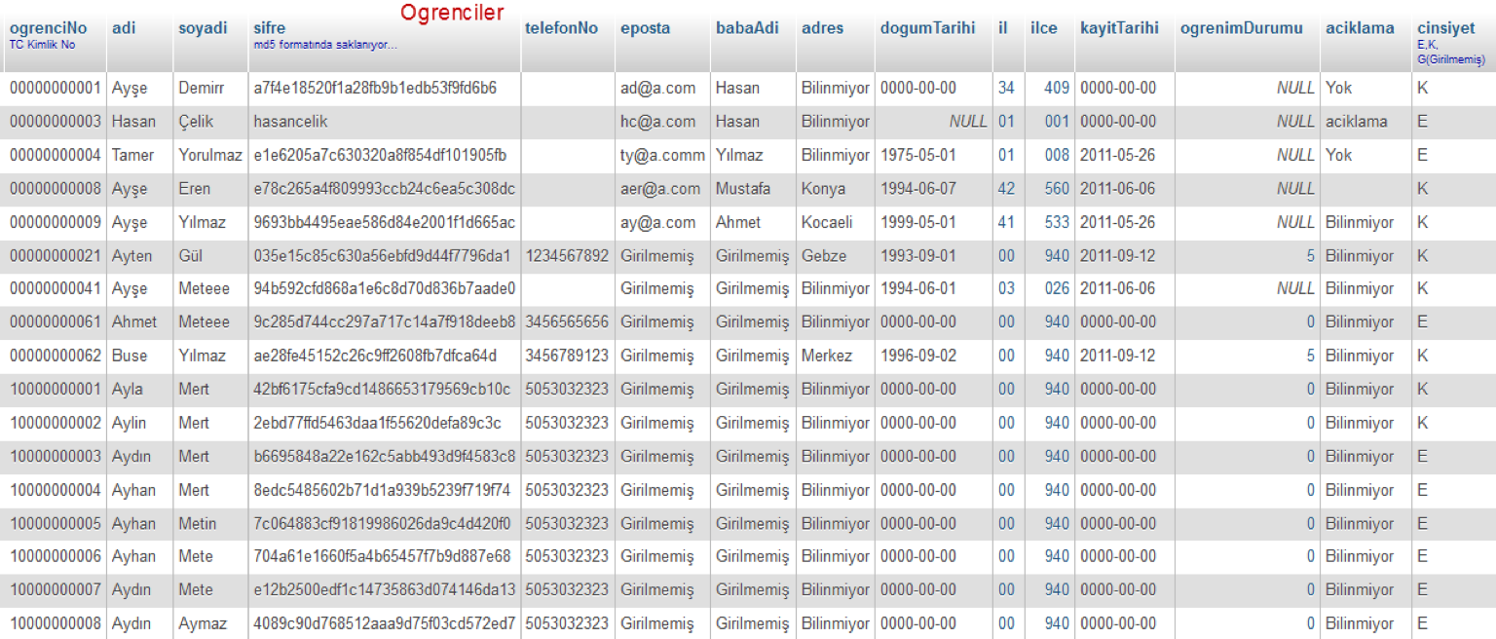 Ogrenciler
ogrenciNo adi soyadi sifre telefonNo eposta babaAdi adres dogumTarihi il ilce kayitTarihi ogrenimDurumu aciklama cinsiyet
TC Kimlik No md5 formatında saklanıyor... E,K,
G(Girilmemiş)
00000000001 Ayşe Demirr a7f4e18520f1a28fb9b1edb53f9fd6b6 ad@a.com Hasan Bilinmiyor 0000-00-00 34 409 0000-00-00 NULL Yok K
00000000003 Hasan Çelik hasancelik hc@a.com Hasan Bilinmiyor NULL 01 001 0000-00-00 NULL aciklama E
00000000004 Tamer Yorulmaz e1e6205a7c630320a8f854df101905fb ty@a.comm Yılmaz Bilinmiyor 1975-05-01 01 008 2011-05-26 NULL Yok E
00000000008 Ayşe Eren e78c265a4f809993ccb24c6ea5c308dc aer@a.com Mustafa Konya 1994-06-07 42 560 2011-06-06 NULL K
00000000009 Ayşe Yılmaz 9693bb4495eae586d84e2001f1d665ac ay@a.com Ahmet Kocaeli 1999-05-01 41 533 2011-05-26 NULL Bilinmiyor K
00000000021 Ayten Gül 035e15c85c630a56ebfd9d44f7796da1 1234567892 Girilmemiş Girilmemiş Gebze 1993-09-01 00 940 2011-09-12 5 Bilinmiyor K
00000000041 Ayşe Meteee 94b592cfd868a1e6c8d70d836b7aade0 Girilmemiş Girilmemiş Bilinmiyor 1994-06-01 03 026 2011-06-06 NULL Bilinmiyor K
00000000061 Ahmet Meteee 9c285d744cc297a717c14a7f918deeb8 3456565656 Girilmemiş Girilmemiş Bilinmiyor 0000-00-00 00 940 0000-00-00 0 Bilinmiyor E
00000000062 Buse Yılmaz ae28fe45152c26c9ff2608fb7dfca64d 3456789123 Girilmemiş Girilmemiş Merkez 1996-09-02 00 940 2011-09-12 5 Bilinmiyor K
10000000001 Ayla Mert 42bf6175cfa9cd1486653179569cb10c 5053032323 Girilmemiş Girilmemiş Bilinmiyor 0000-00-00 00 940 0000-00-00 0 Bilinmiyor K
10000000002 Aylin Mert 2ebd77ffd5463daa1f55620defa89c3c 5053032323 Girilmemiş Girilmemiş Bilinmiyor 0000-00-00 00 940 0000-00-00 0 Bilinmiyor K
10000000003 Aydın Mert b6695848a22e162c5abb493d9f4583c8 5053032323 Girilmemiş Girilmemiş Bilinmiyor 0000-00-00 00 940 0000-00-00 0 Bilinmiyor E
10000000004 Ayhan Mert 8edc5485602b71d1a939b5239f719f74 5053032323 Girilmemiş Girilmemiş Bilinmiyor 0000-00-00 00 940 0000-00-00 0 Bilinmiyor E
10000000005 Ayhan Metin 7c064883cf91819986026da9c4d420f0 5053032323 Girilmemiş Girilmemiş Bilinmiyor 0000-00-00 00 940 0000-00-00 0 Bilinmiyor E
10000000006 Ayhan Mete 704a61e1660f5a4b65457f7b9d887e68 5053032323 Girilmemiş Girilmemiş Bilinmiyor 0000-00-00 00 940 0000-00-00 0 Bilinmiyor E
10000000007 Aydın Mete e12b2500edf1c14735863d074146da13 5053032323 Girilmemiş Girilmemiş Bilinmiyor 0000-00-00 00 940 0000-00-00 0 Bilinmiyor E
10000000008 Aydın Aymaz 4089c90d768512aaa9d75f03cd572ed7 5053032323 Girilmemiş Girilmemiş Bilinmiyor 0000-00-00 00 940 0000-00-00 0 Bilinmiyor E